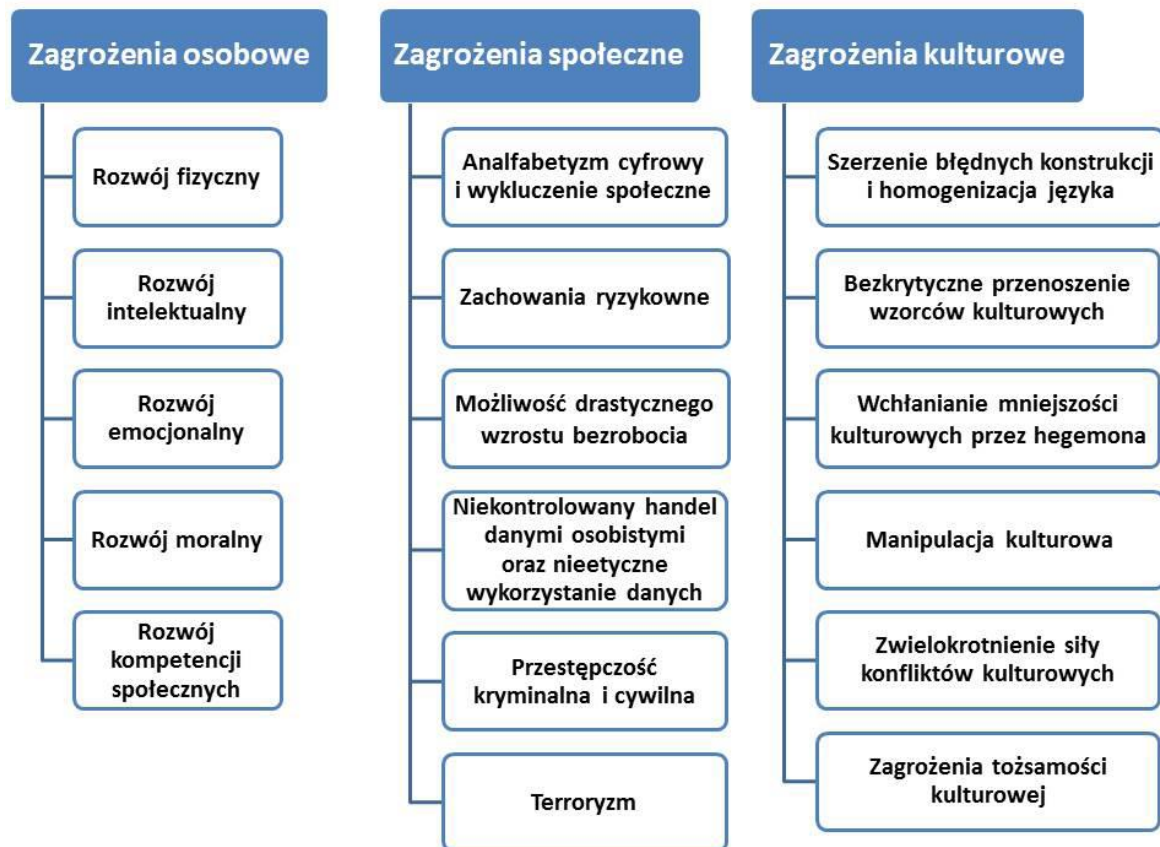 Zagrożenia osobowe
Rozwój fizyczny
Rozwój
intelektualny
Rozwój
emocjonalny
Rozwój moralny
Rozwój
kompetencji
społecznych
Zagrożenia społeczne
Analfabetyzm cyfrowy
i wykluczenie społeczne
Zachowania ryzykowne
Możliwość drastycznego
wzrostu bezrobocia
Niekontrolowany handel
danymi osobistymi
oraz nieetyczne
wykorzystanie danych
Przestępczość
kryminalna i cywilna
Terroryzm
Zagrożenia kulturowe
Szerzenie błędnych konstrukcji
i homogenizacja języka
Bezkrytyczne przenoszenie
wzorców kulturowych
Wchłanianie mniejszości
kulturowych przez hegemona
Manipulacja kulturowa
Zwielokrotnienie siły
konfliktów kulturowych
Zagrożenia tożsamości
kulturowej